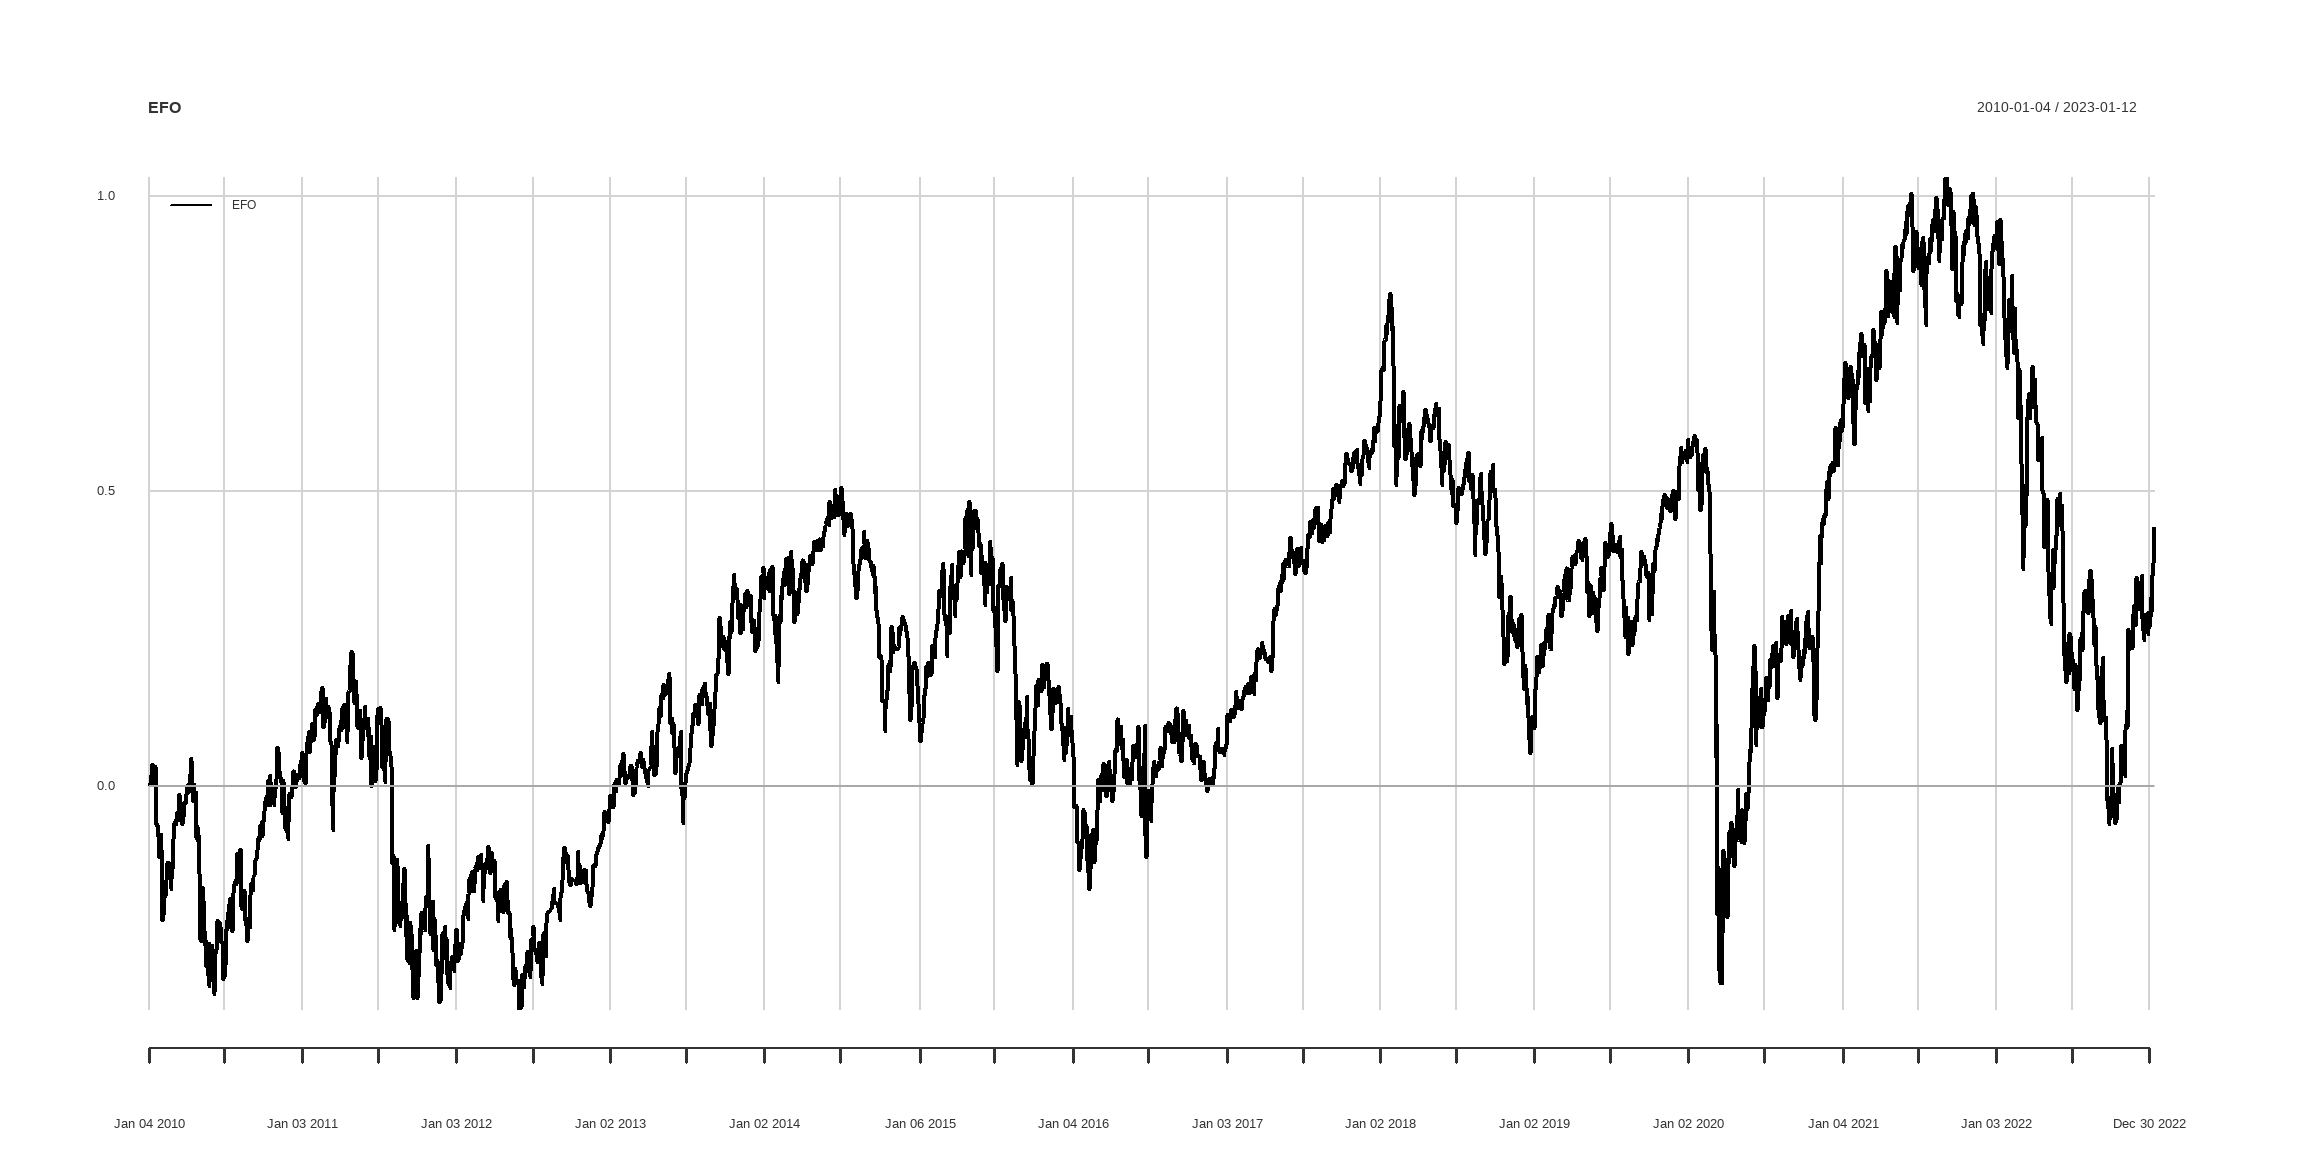 EFO
2010-01-04 / 2023-01-12
1.0
EFO
0.5
0.0
Jan 04 2010
Jan 03 2011
Jan 03 2012
Jan 02 2013
Jan 02 2014
Jan 06 2015
Jan 04 2016
Jan 03 2017
Jan 02 2018
Jan 02 2019
Jan 02 2020
Jan 04 2021
Jan 03 2022
Dec 30 2022